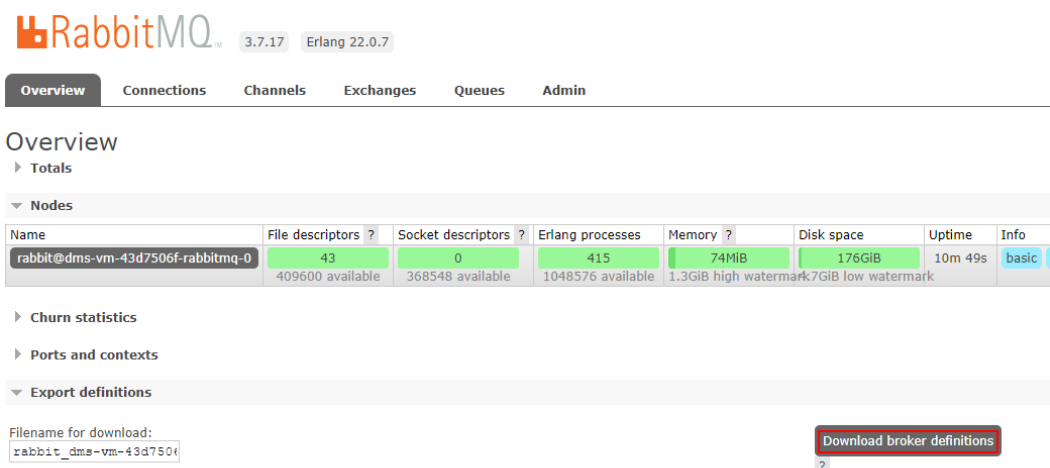 RabbitMQ TM 3.7.17 Erlang 22.0.7
Overview Connections Channels Exchanges Queues Admin
Overview
Totals
Nodes
Name File descriptors ? Socket descriptors ? Erlang processes Memory ? Disk space Uptime Info
rabbit@dms-vm-43d7506f-rabbitmq-0 43 0 415 74MiB 176GiB 10m 49s basic
409600 available 368548 available 1048576 available 1.3GiB high watermark 4.7GiB low watermark
Churn statistics
Ports and contexts
Export definitions
Filename for download:
rabbit_dms-vm-43d750 Download broker definitions
?